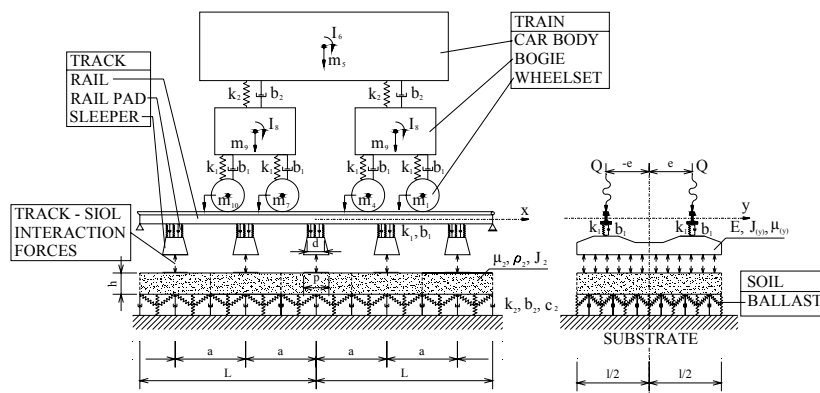 TRAIN
CAR BODY
BOGIE
WHEELSET
TRACK
RAIL
RAIL PAD
SLEEPER
I₆
m₅
k₂ b₂ k₂ b₂
I₈ I₈
m₉ m₉
k₁ b₁ k₁ b₁ k₁ b₁ k₁ b₁
m₁₀ m₇ m₄ m₁
x
TRACK - SIOL
INTERACTION
FORCES
d
k₁, b₁
μ₂, ρ₂, J₂
h
p
k₂, b₂, c₂
a a a a
L L
Q -e e Q
y
k₁ b₁ k₁ b₁
E, J(y), μ(y)
SOIL
BALLAST
SUBSTRATE
l/2 l/2